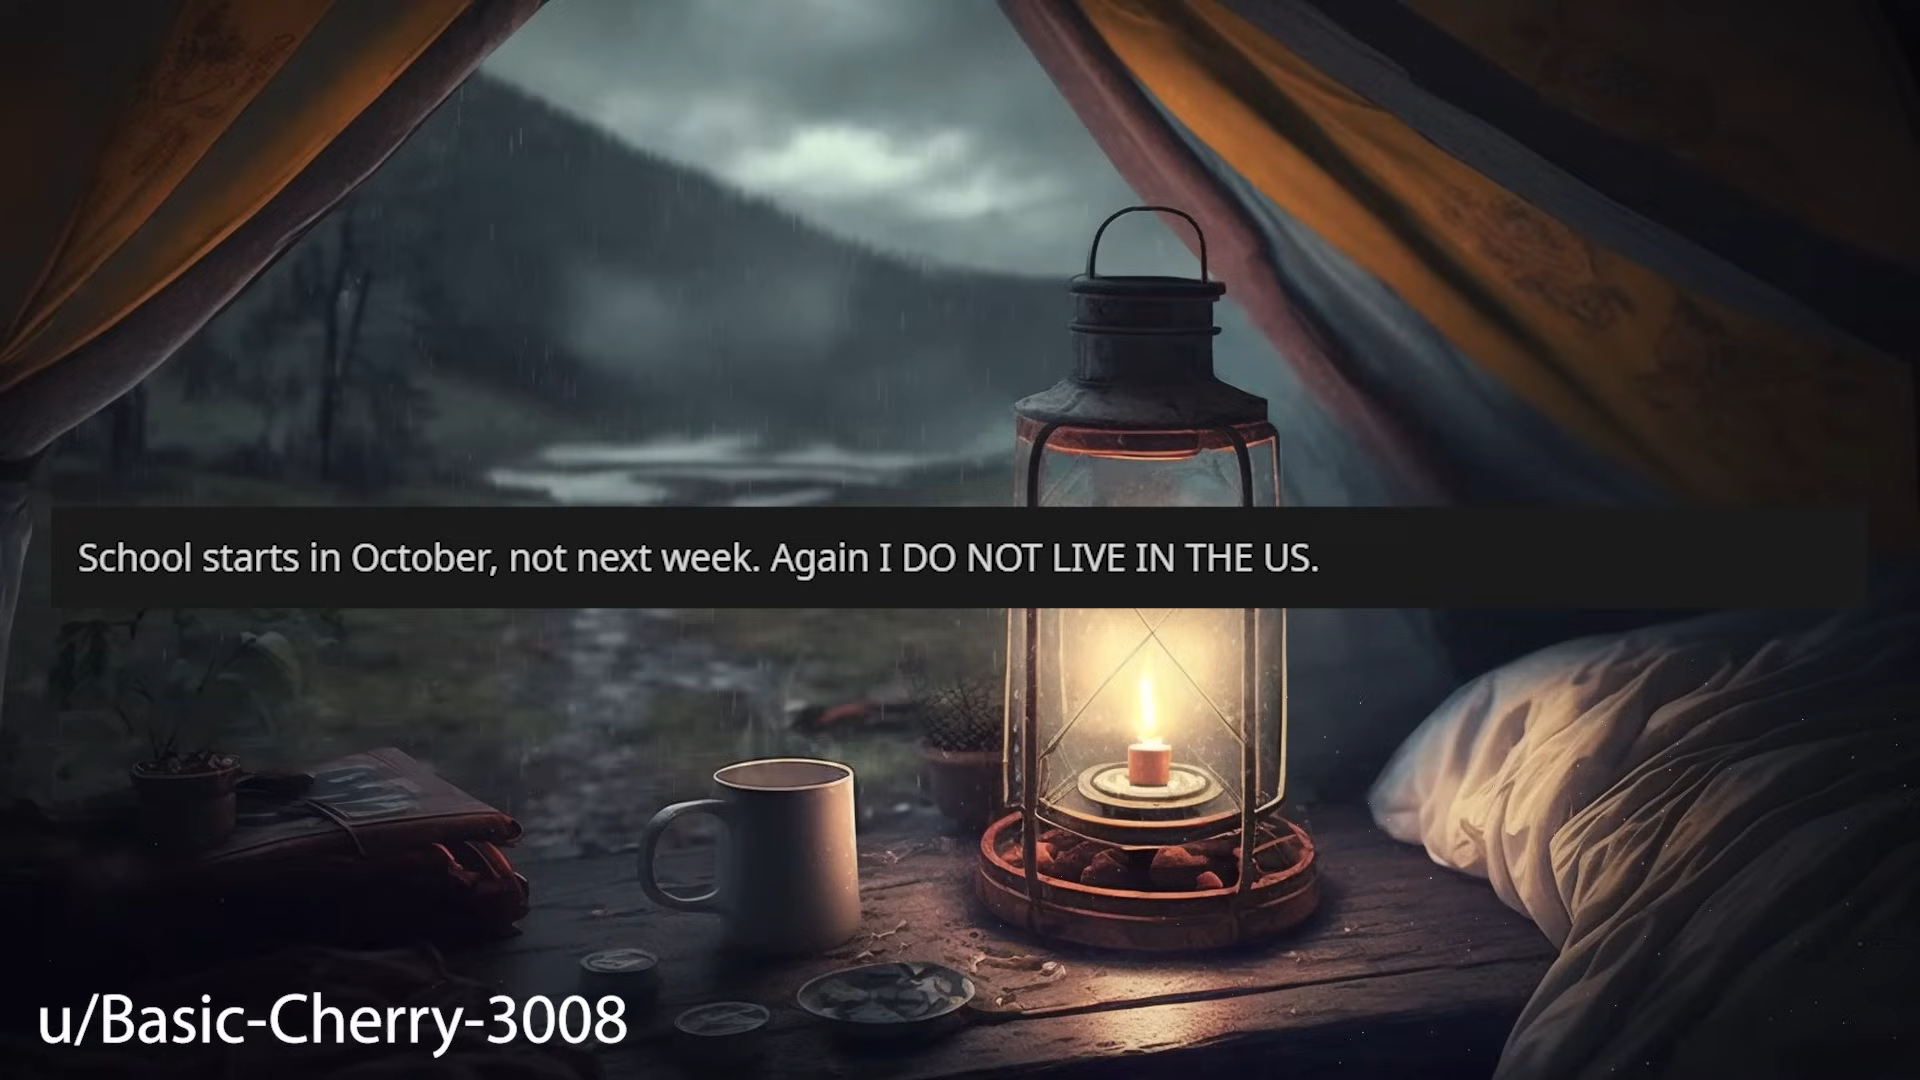 School starts in October, not next week. Again I DO NOT LIVE IN THE US.
u/Basic-Cherry-3008